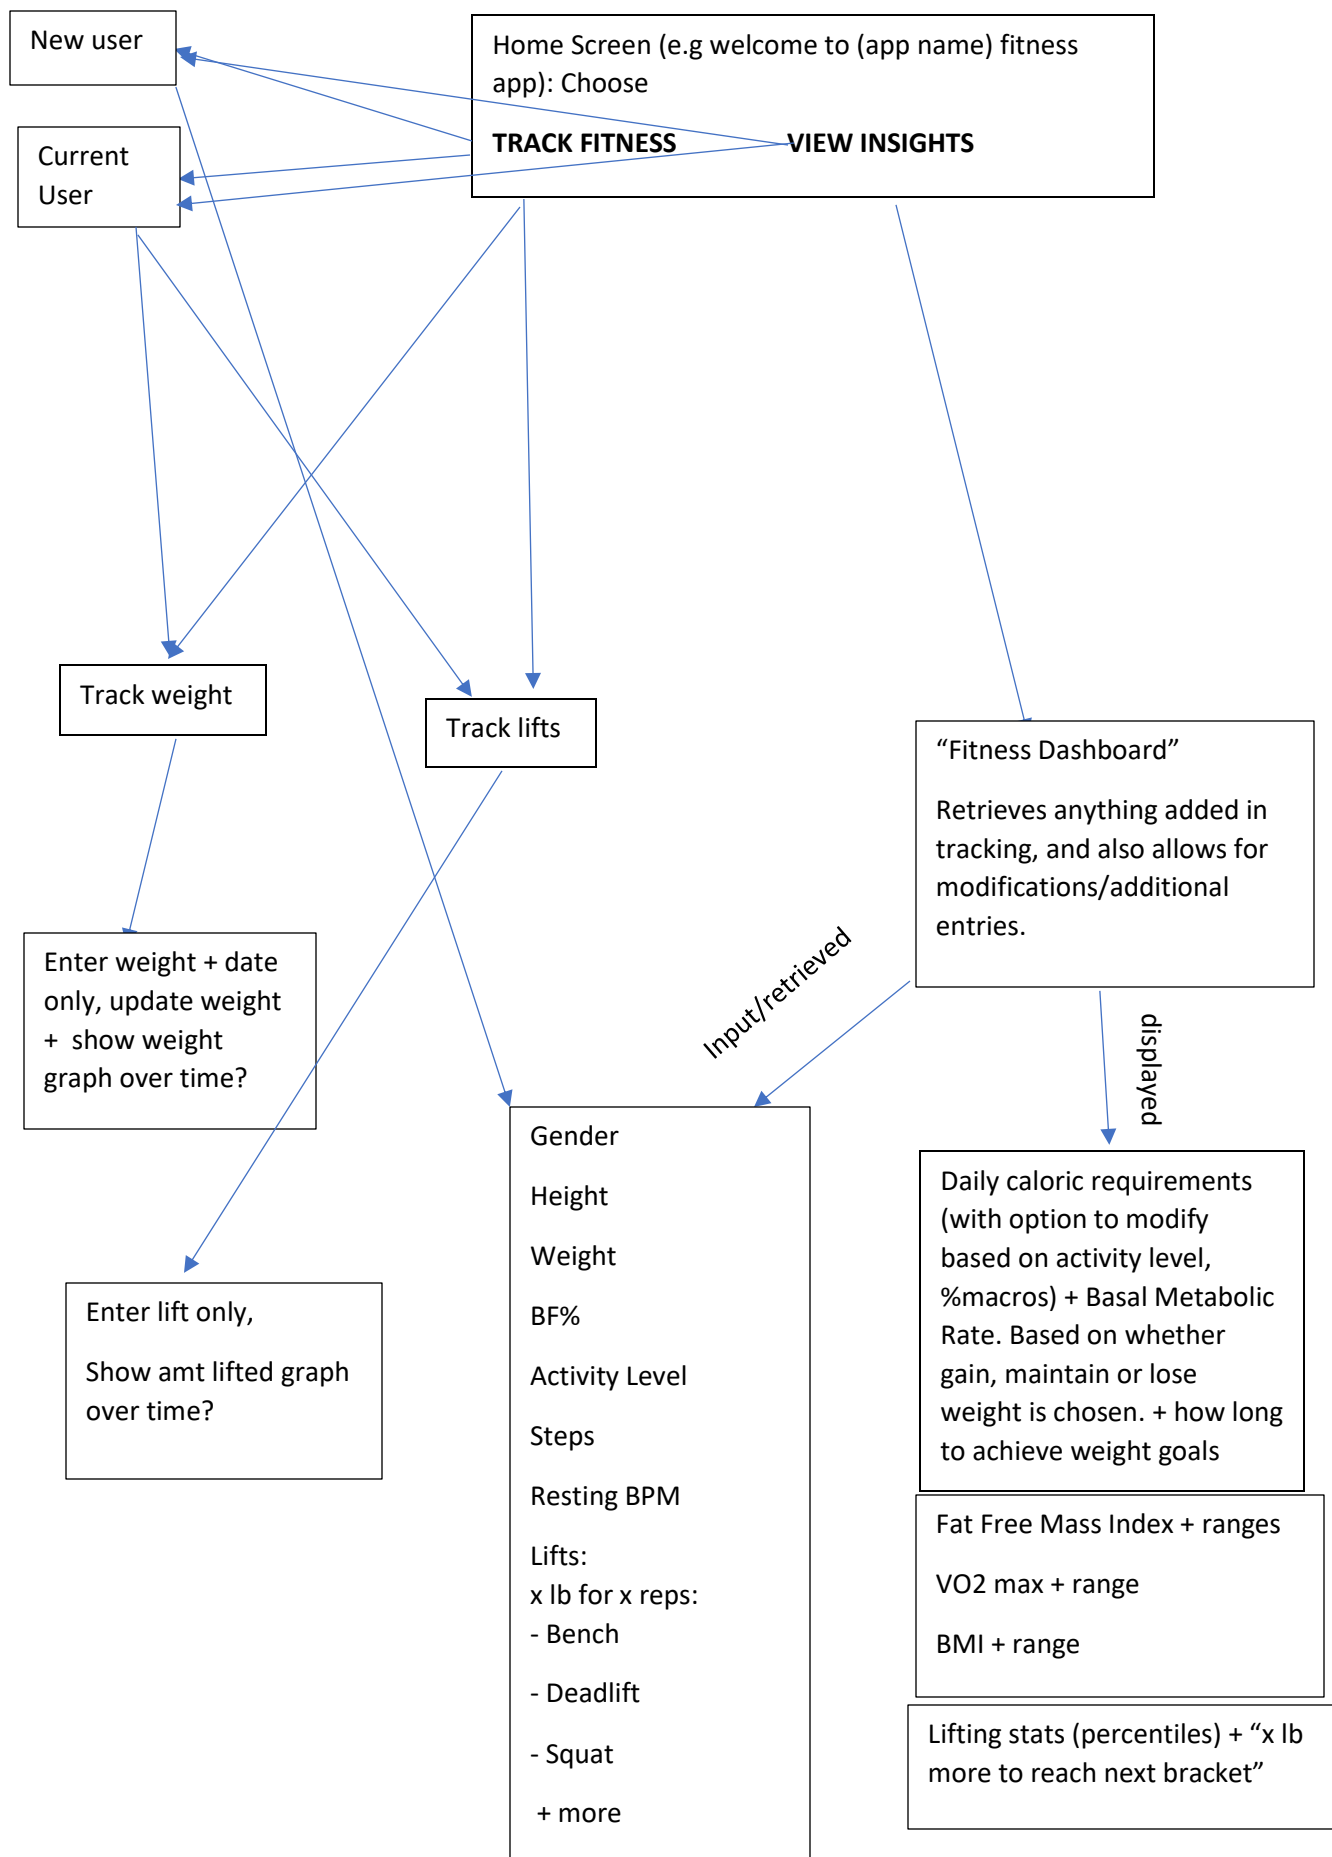 New user
Home Screen (e.g welcome to (app name) fitness
app): Choose
TRACK FITNESS VIEW INSIGHTS
Current
User
Track weight
Track lifts
“Fitness Dashboard”
Retrieves anything added in
tracking, and also allows for
modifications/additional
entries.
Enter weight + date
only, update weight
+ show weight
graph over time?
Input/retrieved
displayed
Enter lift only,
Show amt lifted graph
over time?
Gender
Height
Weight
BF%
Activity Level
Steps
Resting BPM
Lifts:
x lb for x reps:
- Bench
- Deadlift
- Squat
+ more
Daily caloric requirements
(with option to modify
based on activity level,
%macros) + Basal Metabolic
Rate. Based on whether
gain, maintain or lose
weight is chosen. + how long
to achieve weight goals
Fat Free Mass Index + ranges
VO2 max + range
BMI + range
Lifting stats (percentiles) + “x lb
more to reach next bracket”